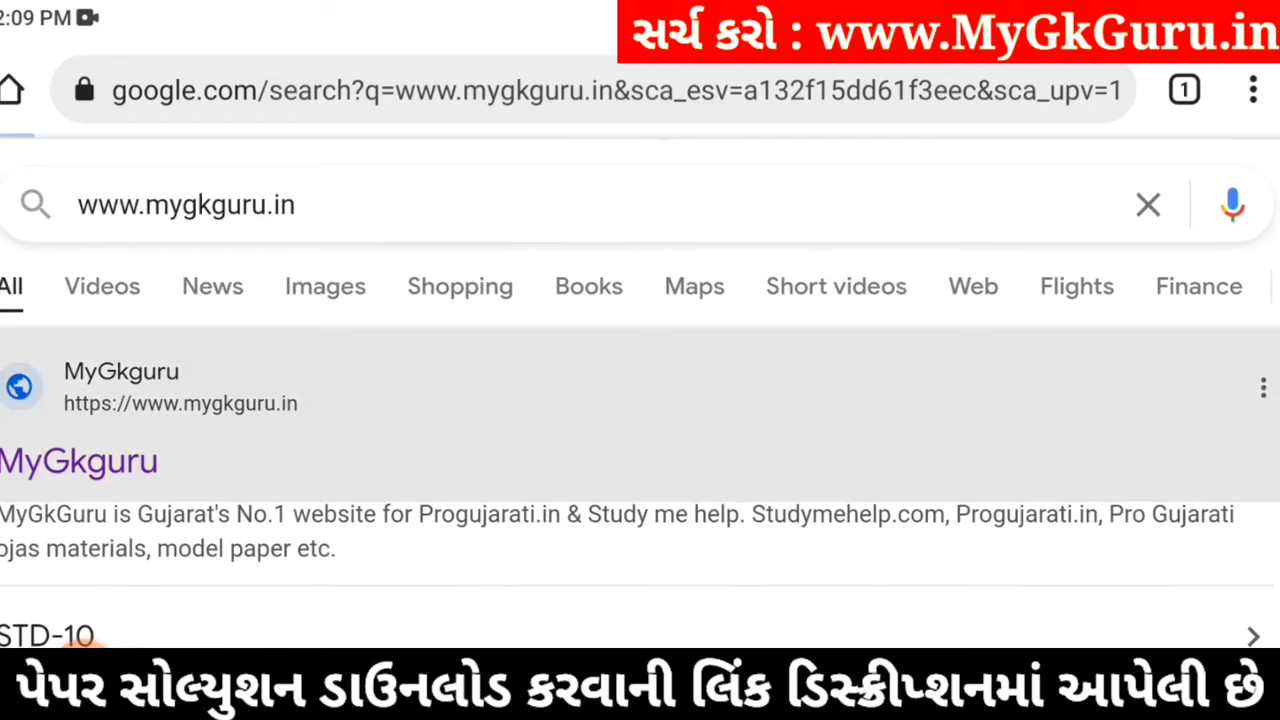 2:09 PM
સર્ચ કરો : www.MyGkGuru.in
google.com/search?q=www.mygkguru.in&sca_esv=a132f15dd61f3eec&sca_upv=1
1
www.mygkguru.in
All Videos News Images Shopping Books Maps Short videos Web Flights Finance
MyGkguru
https://www.mygkguru.in
MyGkguru
MyGkGuru is Gujarat's No.1 website for Progujarati.in & Study me help. Studymehelp.com, Progujarati.in, Pro Gujarati
ojas materials, model paper etc.
STD-10
પેપર સોલ્યુશન ડાઉનલોડ કરવાની લિંક ડિસ્ક્રીપ્શનમાં આપેલી છે